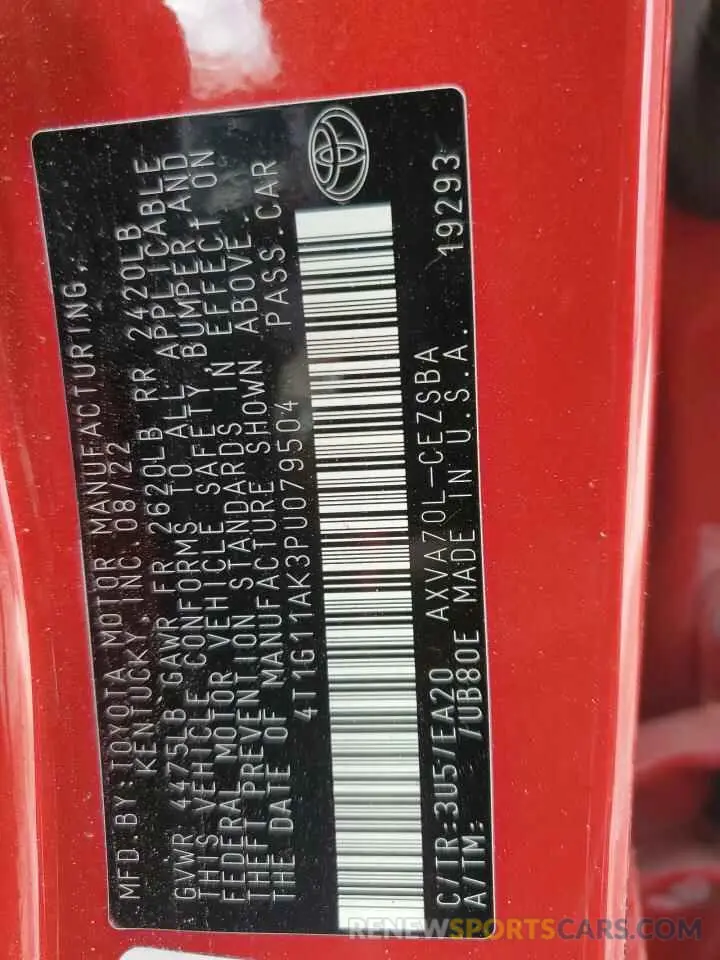 MFD. BY: TOYOTA MOTOR MANUFACTURING,
KENTUCKY, INC. 08/22
GVWR 4475LB GAWR FR 2620LB RR 2420LB
THIS VEHICLE CONFORMS TO ALL APPLICABLE
FEDERAL MOTOR VEHICLE SAFETY, BUMPER AND
THEFT PREVENTION STANDARDS IN EFFECT ON
THE DATE OF MANUFACTURE SHOWN ABOVE.
4T1G11AK3PU079504 PASS.CAR
C/TR:3U5/EA20 AXVA70L-CEZSBA 19293
A/TM: /UB80E MADE IN U.S.A.
RENEWSPORTSCARS.COM